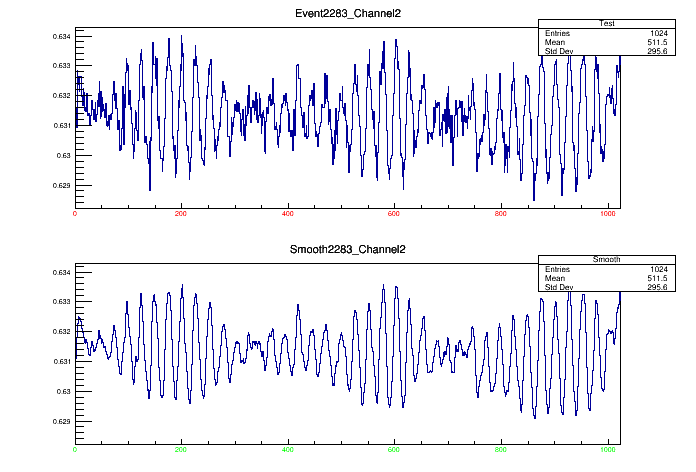 Event2283_Channel2
Test
Entries 1024
Mean 511.5
Std Dev 295.6
0.634
0.633
0.632
0.631
0.63
0.629
0 200 400 600 800 1000
Smooth2283_Channel2
Smooth
Entries 1024
Mean 511.5
Std Dev 295.6
0.634
0.633
0.632
0.631
0.63
0.629
0 200 400 600 800 1000